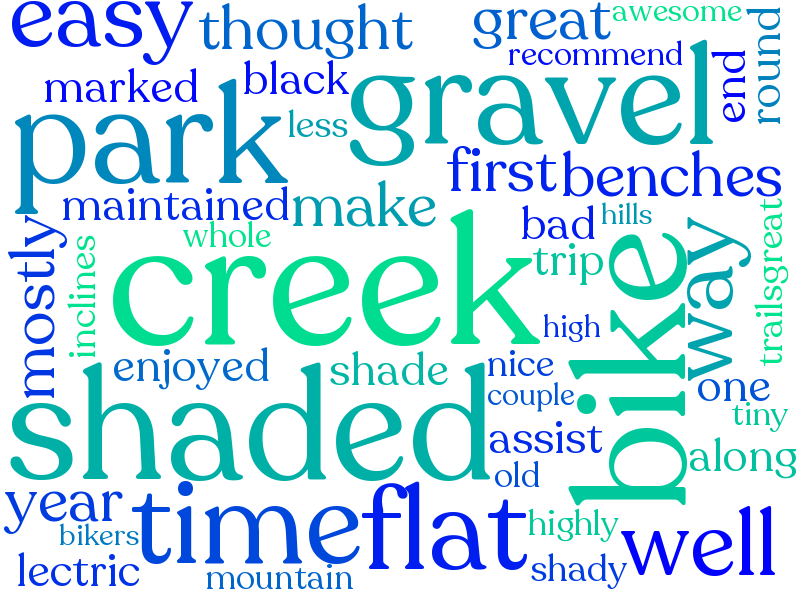 easy
thought
great
awesome
recommend
end
round
marked
black
gravel
park
less
first
benches
maintained
make
bad
hills
whole
creek
trip
way
trailsgreat
mostly
inclines
high
bike
enjoyed
shade
nice
couple
one
tiny
shaded
assist
old
along
year
bikers
time
flat
highly
well
lectric
mountain
shady